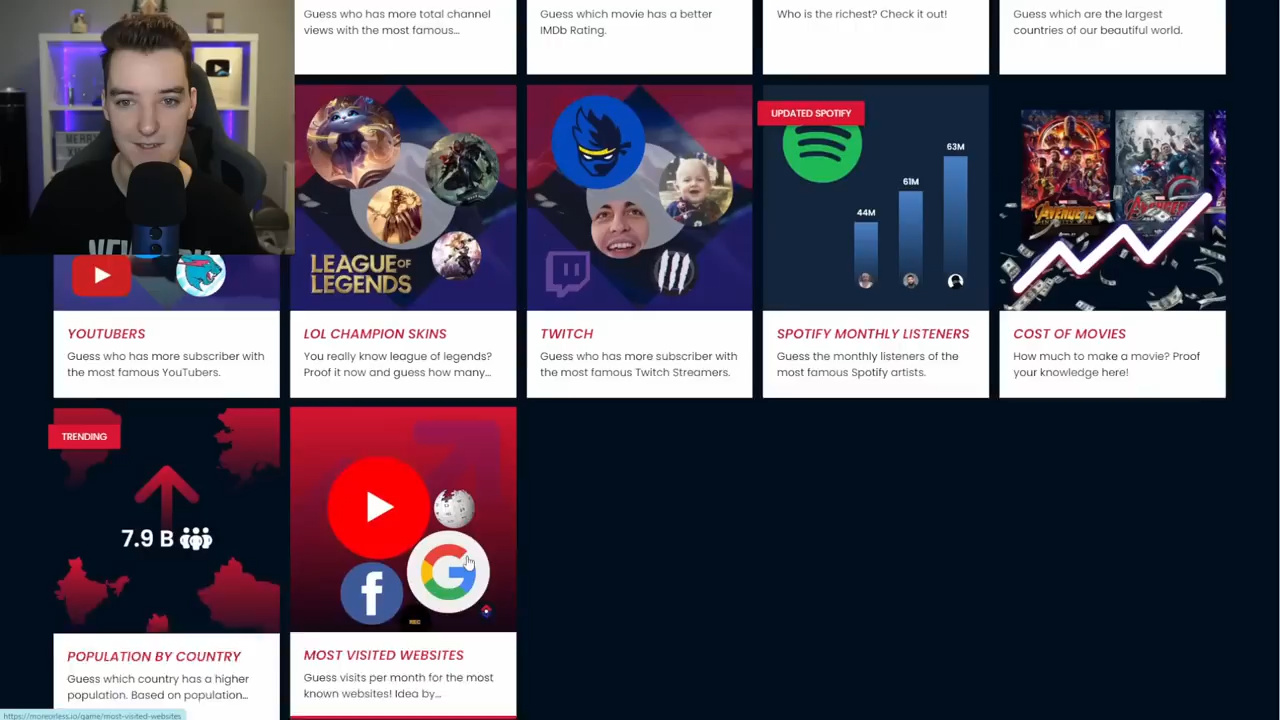 Guess who has more total channel
views with the most famous...
Guess which movie has a better
IMDb Rating.
Who is the richest? Check it out!
Guess which are the largest
countries of our beautiful world.
YOUTUBERS
Guess who has more subscriber with
the most famous YouTubers.
LEAGUE OF
LEGENDS
LOL CHAMPION SKINS
You really know league of legends?
Proof it now and guess how many...
TWITCH
Guess who has more subscriber with
the most famous Twitch Streamers.
UPDATED SPOTIFY
44M
61M
63M
SPOTIFY MONTHLY LISTENERS
Guess the monthly listeners of the
most famous Spotify artists.
AVENGERS
COST OF MOVIES
How much to make a movie? Proof
your knowledge here!
TRENDING
7.9 B
POPULATION BY COUNTRY
Guess which country has a higher
population. Based on population...
REC
MOST VISITED WEBSITES
Guess visits per month for the most
known websites! Idea by...
https://moreorless.io/game/most-visited-websites